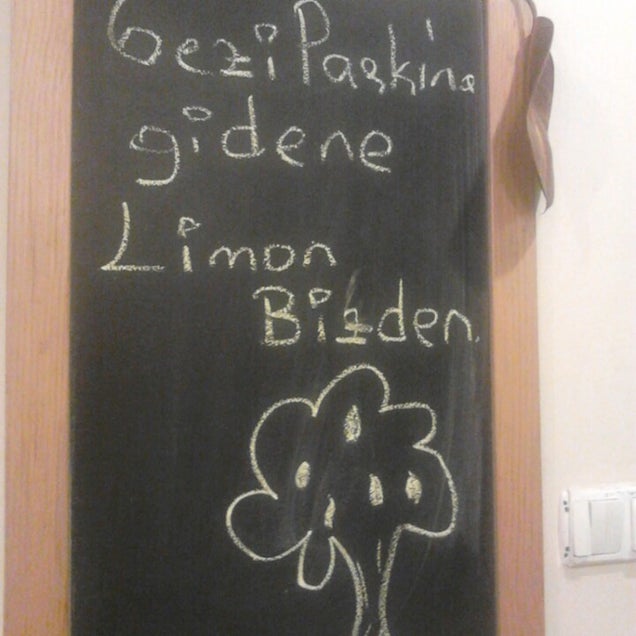 Gezi Parkına
gidene
Limon
Bizden.